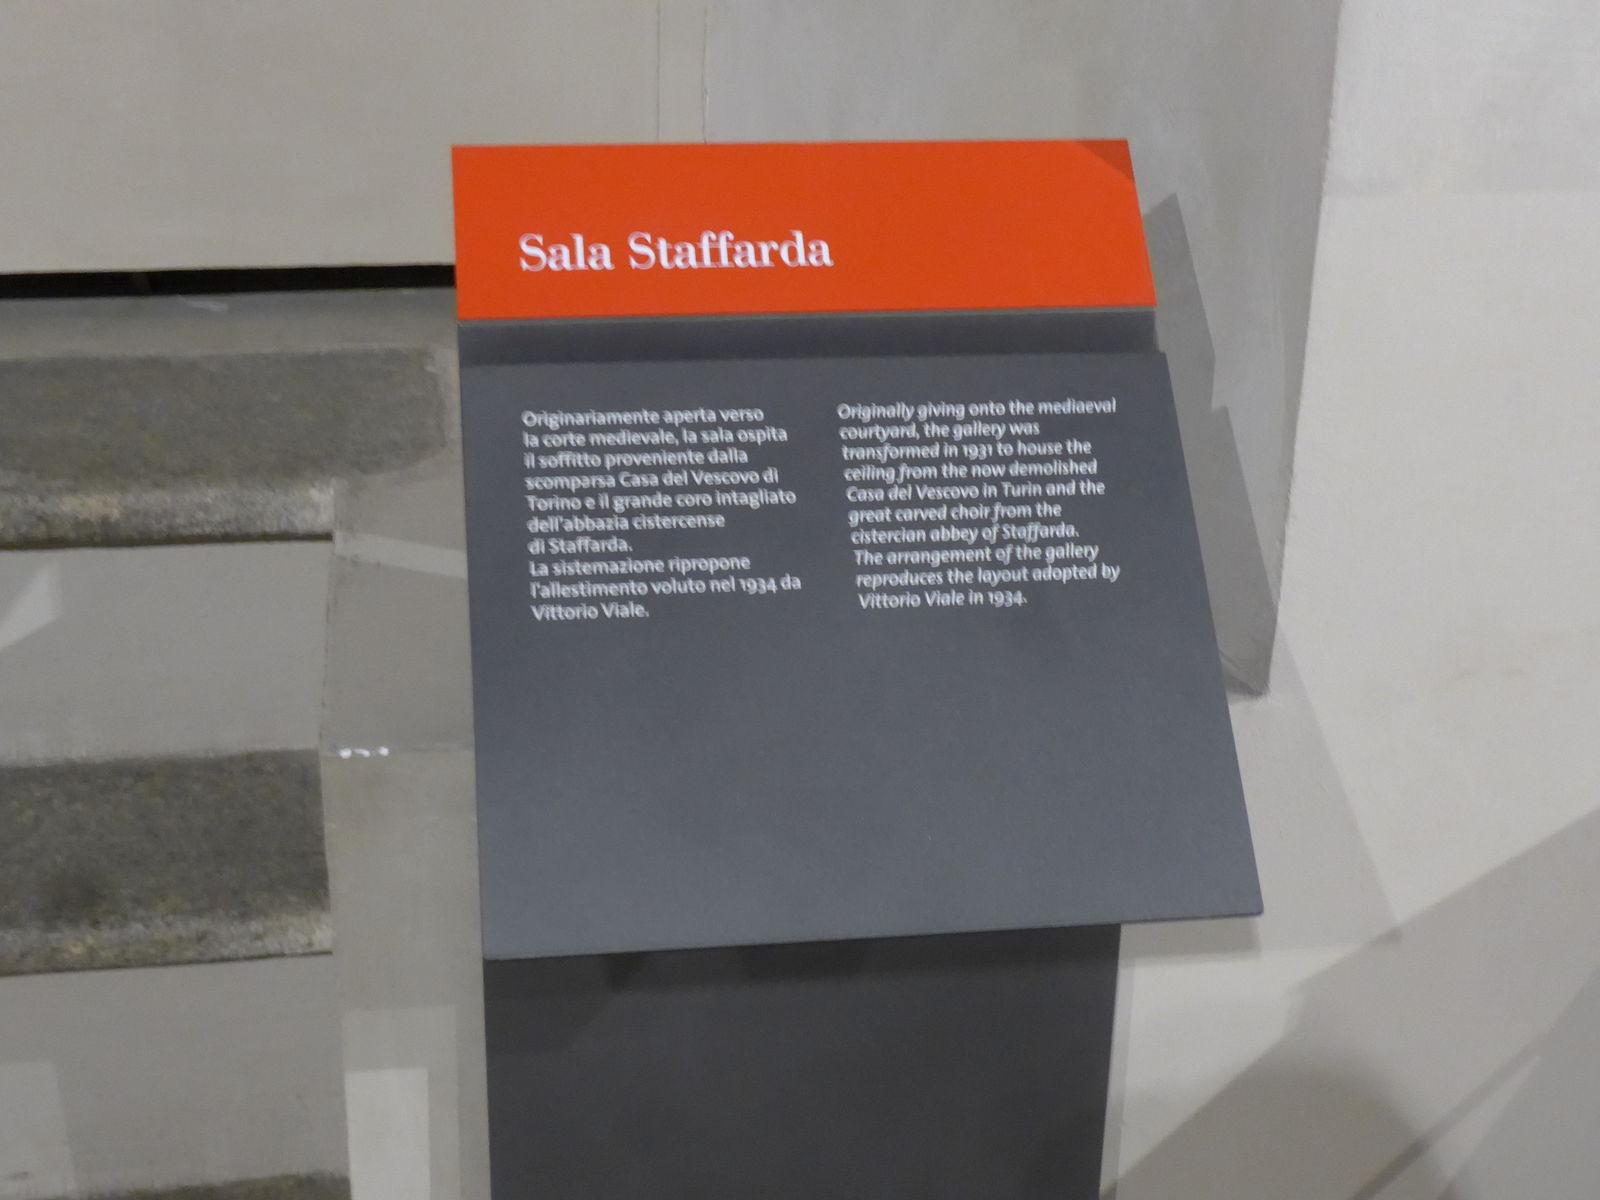 Sala Staffarda
Originariamente aperta verso
la corte medievale, la sala ospita
il soffitto proveniente dalla
scomparsa Casa del Vescovo di
Torino e il grande coro intagliato
dell'abbazia cistercense
di Staffarda.
La sistemazione ripropone
l'allestimento voluto nel 1934 da
Vittorio Viale.
Originally giving onto the mediaeval
courtyard, the gallery was
transformed in 1931 to house the
ceiling from the now demolished
Casa del Vescovo in Turin and the
great carved choir from the
cistercian abbey of Staffarda.
The arrangement of the gallery
reproduces the layout adopted by
Vittorio Viale in 1934.